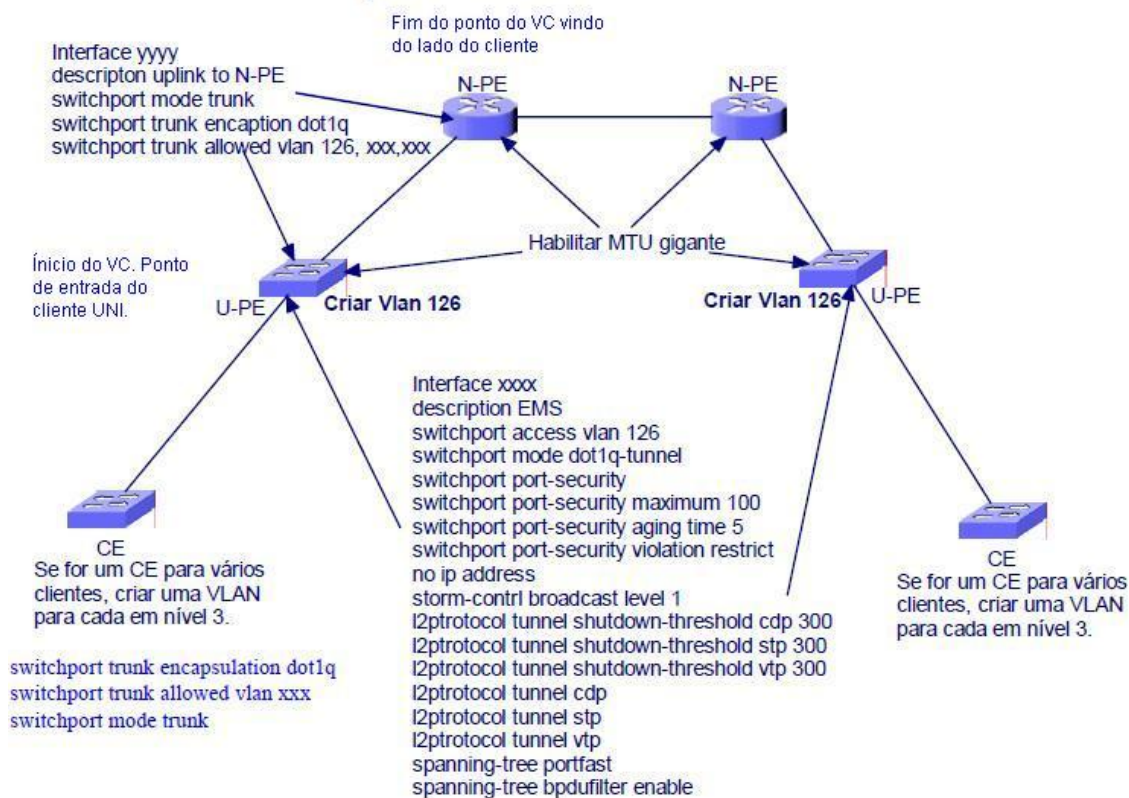 Fim do ponto do VC vindo
do lado do cliente
Interface yyyy
descripton uplink to N-PE
switchport mode trunk
switchport trunk encaption dot1q
switchport trunk allowed vlan 126, xxx,xxx
N-PE
N-PE
Habilitar MTU gigante
Ínicio do VC. Ponto
de entrada do
cliente UNI.
U-PE
Criar Vlan 126
Criar Vlan 126
U-PE
Interface xxxx
description EMS
switchport access vlan 126
switchport mode dot1q-tunnel
switchport port-security
switchport port-security maximum 100
switchport port-security aging time 5
switchport port-security violation restrict
no ip address
storm-contrl broadcast level 1
l2ptrotocol tunnel shutdown-threshold cdp 300
l2ptrotocol tunnel shutdown-threshold stp 300
l2ptrotocol tunnel shutdown-threshold vtp 300
l2ptrotocol tunnel cdp
l2ptrotocol tunnel stp
l2ptrotocol tunnel vtp
spanning-tree portfast
spanning-tree bpdufilter enable
CE
Se for um CE para vários
clientes, criar uma VLAN
para cada em nível 3.
switchport trunk encapsulation dot1q
switchport trunk allowed vlan xxx
switchport mode trunk
CE
Se for um CE para vários
clientes, criar uma VLAN
para cada em nível 3.